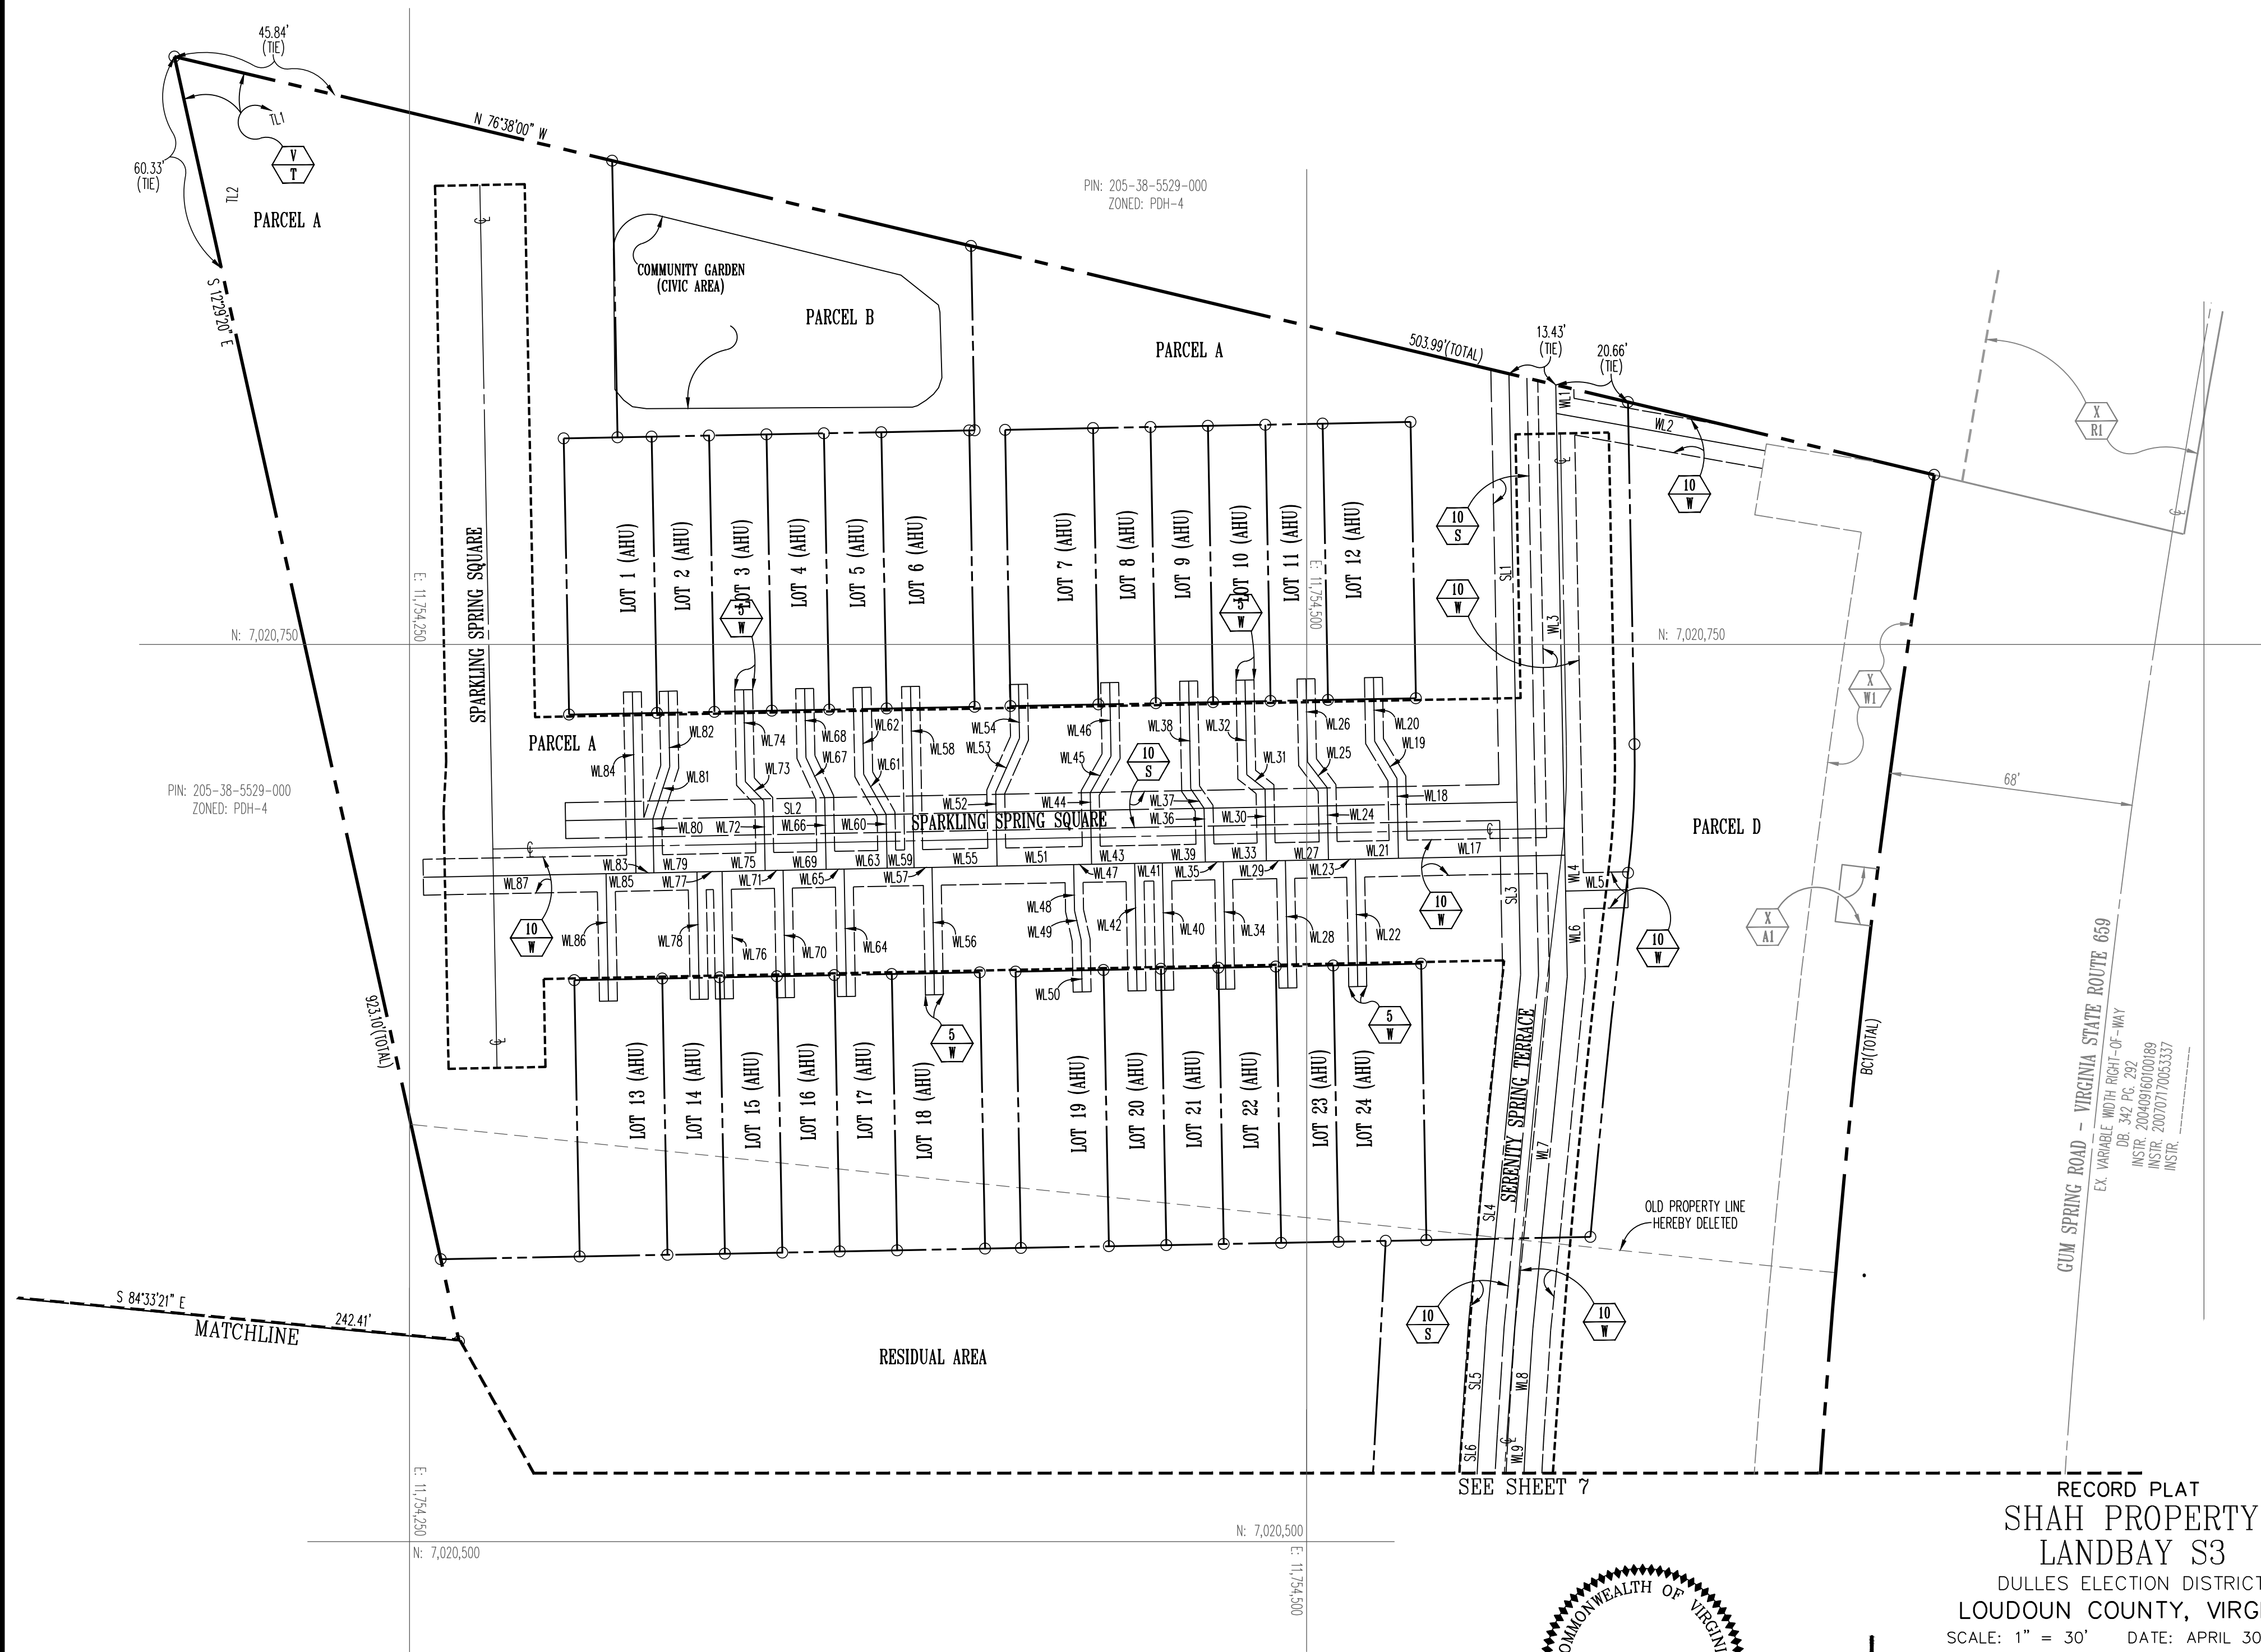 45.84'
(TIE)
N 76°38'00" W
TL1
V
T
60.33'
(TIE)
TL2
PARCEL A
S 12°29'20" E
PIN: 205-38-5529-000
ZONED: PDH-4
COMMUNITY GARDEN
(CIVIC AREA)
PARCEL B
PARCEL A
503.99'(TOTAL)
13.43'
(TIE)
20.66'
(TIE)
WL1
WL2
X
R1
10
W
10
S
10
W
SL1
WL3
SPARKLING SPRING SQUARE
E: 11,754,250
N: 7,020,750
LOT 1 (AHU)
LOT 2 (AHU)
LOT 3 (AHU)
LOT 4 (AHU)
LOT 5 (AHU)
LOT 6 (AHU)
LOT 7 (AHU)
LOT 8 (AHU)
LOT 9 (AHU)
LOT 10 (AHU)
LOT 11 (AHU)
LOT 12 (AHU)
5
W
5
W
E: 11,754,500
N: 7,020,750
X
W1
68'
PARCEL A
WL84
WL82
WL81
WL74
WL73
WL68
WL67
WL62
WL61
WL58
WL54
WL53
WL46
WL45
10
S
WL38
WL32
WL31
WL26
WL25
WL20
WL19
PIN: 205-38-5529-000
ZONED: PDH-4
SL2
WL80
WL72
WL66
WL60
WL52
WL44
WL37
WL36
WL30
WL24
WL18
SPARKLING SPRING SQUARE
PARCEL D
WL83
WL79
WL75
WL69
WL63
WL59
WL55
WL51
WL43
WL39
WL33
WL27
WL21
WL17
WL87
WL85
WL77
WL71
WL65
WL57
WL47
WL41
WL35
WL29
WL23
WL4
WL5
SL3
WL6
10
W
WL86
WL78
WL76
WL70
WL64
WL56
WL48
WL49
WL50
WL42
WL40
WL34
WL28
WL22
10
W
10
W
X
A1
5
W
5
W
923.10'(TOTAL)
LOT 13 (AHU)
LOT 14 (AHU)
LOT 15 (AHU)
LOT 16 (AHU)
LOT 17 (AHU)
LOT 18 (AHU)
LOT 19 (AHU)
LOT 20 (AHU)
LOT 21 (AHU)
LOT 22 (AHU)
LOT 23 (AHU)
LOT 24 (AHU)
SERENITY SPRING TERRACE
SL4
WL7
BC1(TOTAL)
GUM SPRING ROAD - VIRGINIA STATE ROUTE 659
EX. VARIABLE WIDTH RIGHT-OF-WAY
DB. 342 PG. 292
INSTR. 200409160100189
INSTR. 200707170053337
INSTR.
OLD PROPERTY LINE
HEREBY DELETED
S 84°33'21" E
242.41'
MATCHLINE
RESIDUAL AREA
10
S
10
W
SL5
WL8
SL6
WL9
SEE SHEET 7
E: 11,754,250
N: 7,020,500
N: 7,020,500
E: 11,754,500
COMMONWEALTH OF VIRGINI
RECORD PLAT
SHAH PROPERTY
LANDBAY S3
DULLES ELECTION DISTRICT
LOUDOUN COUNTY, VIRG
SCALE: 1" = 30' DATE: APRIL 30